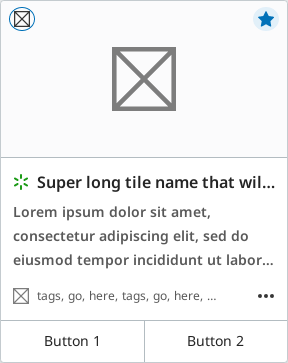 Super long tile name that wil...
Lorem ipsum dolor sit amet,
consectetur adipiscing elit, sed do
eiusmod tempor incididunt ut labor...
tags, go, here, tags, go, here, ...
Button 1
Button 2